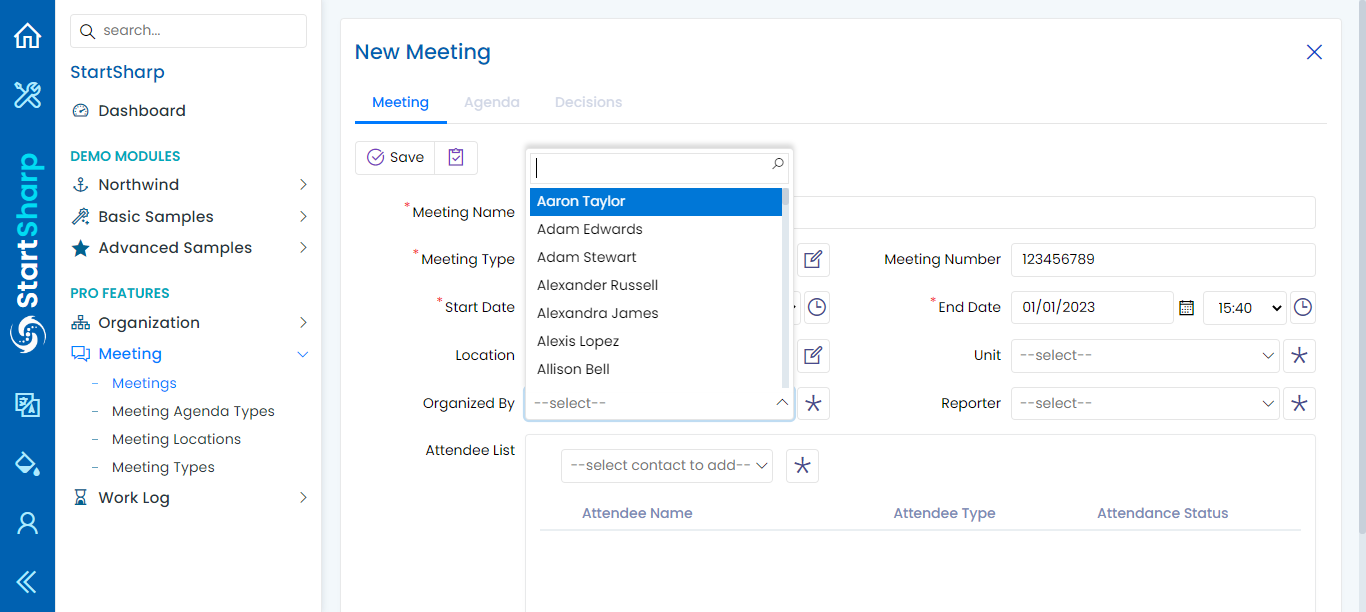 StartSharp
search...
StartSharp
Dashboard
DEMO MODULES
Northwind
Basic Samples
Advanced Samples
PRO FEATURES
Organization
Meeting
Meetings
Meeting Agenda Types
Meeting Locations
Meeting Types
Work Log
New Meeting
Meeting Agenda Decisions
Save
*Meeting Name
*Meeting Type
Meeting Number 123456789
*Start Date
*End Date 01/01/2023 15:40
Location
Unit --select--
Aaron Taylor
Adam Edwards
Adam Stewart
Alexander Russell
Alexandra James
Alexis Lopez
Allison Bell
Organized By --select--
Reporter --select--
Attendee List
--select contact to add--
Attendee Name Attendee Type Attendance Status